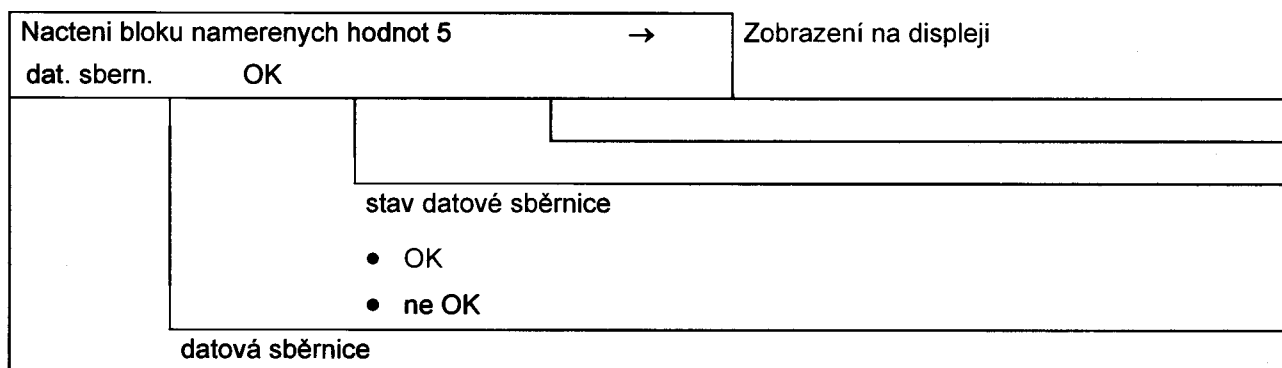 Nacteni bloku namerenych hodnot 5 → Zobrazení na displeji
dat. sbern. OK
stav datové sběrnice
● OK
● ne OK
datová sběrnice